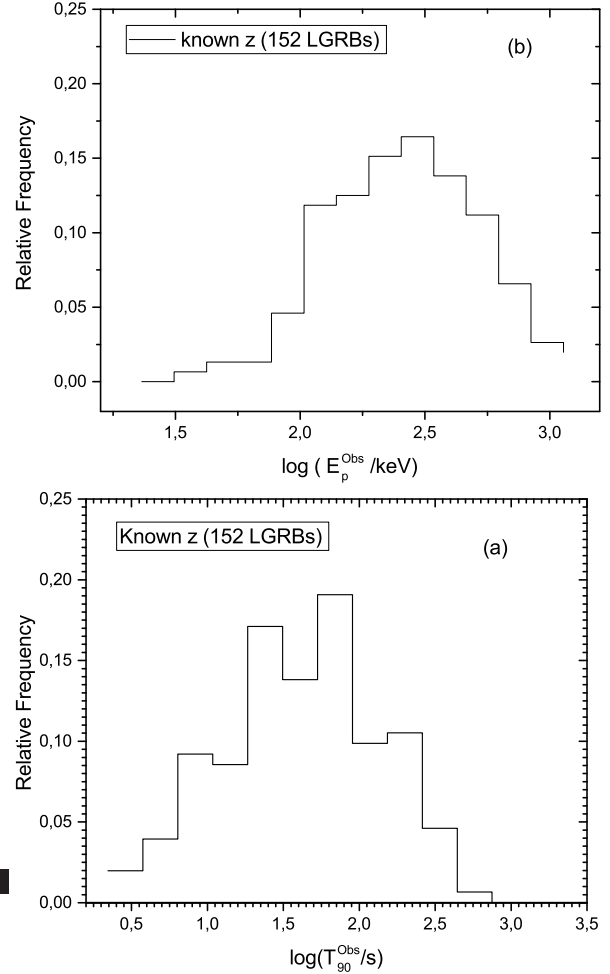 known z (152 LGRBs)
(b)
0,25
0,20
0,15
0,10
0,05
0,00
Relative Frequency
1,5 2,0 2,5 3,0
log ( E_p^Obs /keV)
Known z (152 LGRBs)
(a)
0,25
0,20
0,15
0,10
0,05
0,00
Relative Frequency
0,5 1,0 1,5 2,0 2,5 3,0 3,5
log(T_90^Obs/s)